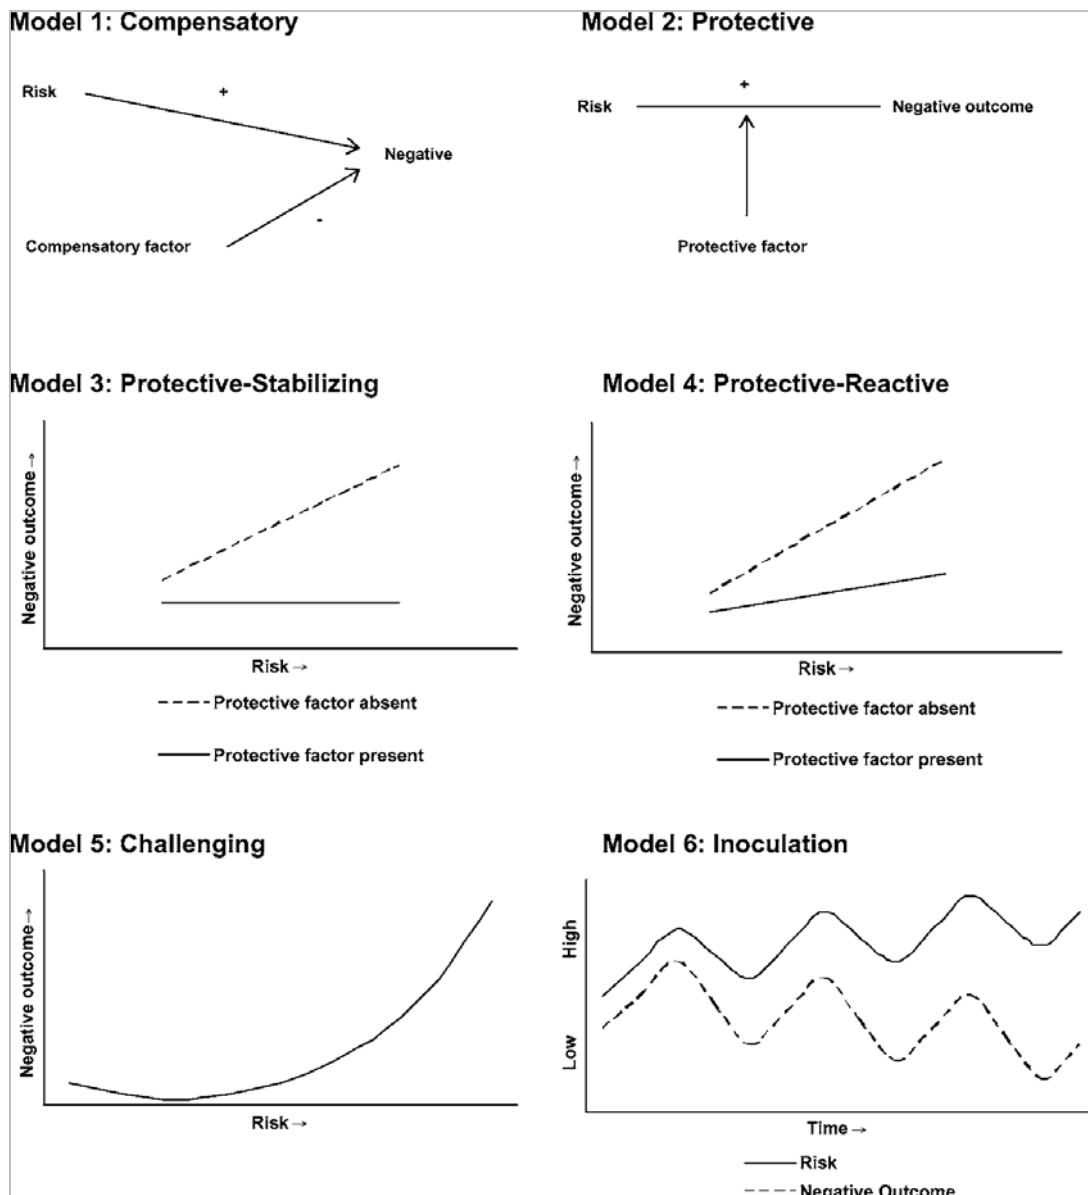 Model 1: Compensatory
Risk
+
Negative
-
Compensatory factor
Model 2: Protective
+
Risk
Negative outcome
Protective factor
Model 3: Protective-Stabilizing
Negative outcome→
Risk→
Protective factor absent
Protective factor present
Model 4: Protective-Reactive
Negative outcome→
Risk→
Protective factor absent
Protective factor present
Model 5: Challenging
Negative outcome→
Risk→
Model 6: Inoculation
High
Low
Time→
Risk
Negative Outcome